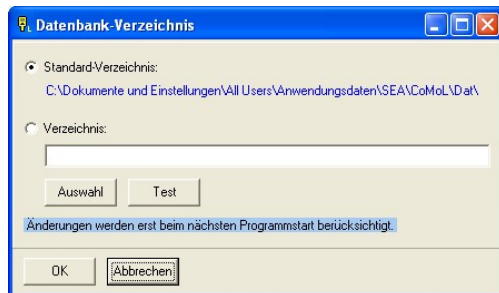 Datenbank-Verzeichnis
Standard-Verzeichnis:
C:\Dokumente und Einstellungen\All Users\Anwendungsdaten\SEA\CoMoL\Dat\
Verzeichnis:
Auswahl Test
Änderungen werden erst beim nächsten Programmstart berücksichtigt.
OK Abbrechen